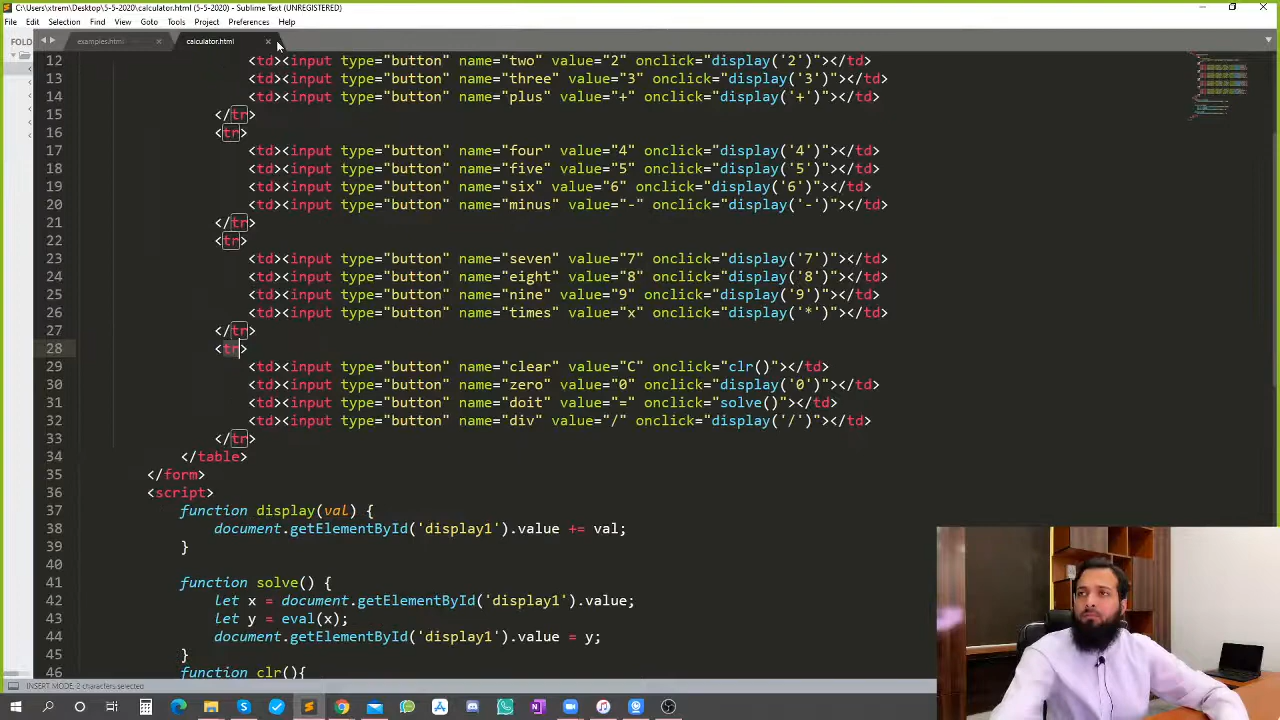 C:\Users\xtrem\Desktop\5-5-2020\calculator.html (5-5-2020) - Sublime Text (UNREGISTERED)
File Edit Selection Find View Goto Tools Project Preferences Help
FOLD
examples.html
calculator.html
12 <td><input type="button" name="two" value="2" onclick="display('2')"></td>
13 <td><input type="button" name="three" value="3" onclick="display('3')"></td>
14 <td><input type="button" name="plus" value="+" onclick="display('+')"></td>
15 </tr>
16 <tr>
17 <td><input type="button" name="four" value="4" onclick="display('4')"></td>
18 <td><input type="button" name="five" value="5" onclick="display('5')"></td>
19 <td><input type="button" name="six" value="6" onclick="display('6')"></td>
20 <td><input type="button" name="minus" value="-" onclick="display('-')"></td>
21 </tr>
22 <tr>
23 <td><input type="button" name="seven" value="7" onclick="display('7')"></td>
24 <td><input type="button" name="eight" value="8" onclick="display('8')"></td>
25 <td><input type="button" name="nine" value="9" onclick="display('9')"></td>
26 <td><input type="button" name="times" value="x" onclick="display('*')"></td>
27 </tr>
28 <tr>
29 <td><input type="button" name="clear" value="C" onclick="clr()"></td>
30 <td><input type="button" name="zero" value="0" onclick="display('0')"></td>
31 <td><input type="button" name="doit" value="=" onclick="solve()"></td>
32 <td><input type="button" name="div" value="/" onclick="display('/')"></td>
33 </tr>
34 </table>
35 </form>
36 <script>
37 function display(val) {
38 document.getElementById('display1').value += val;
39 }
40
41 function solve() {
42 let x = document.getElementById('display1').value;
43 let y = eval(x);
44 document.getElementById('display1').value = y;
45 }
46 function clr(){
INSERT MODE, 2 characters selected